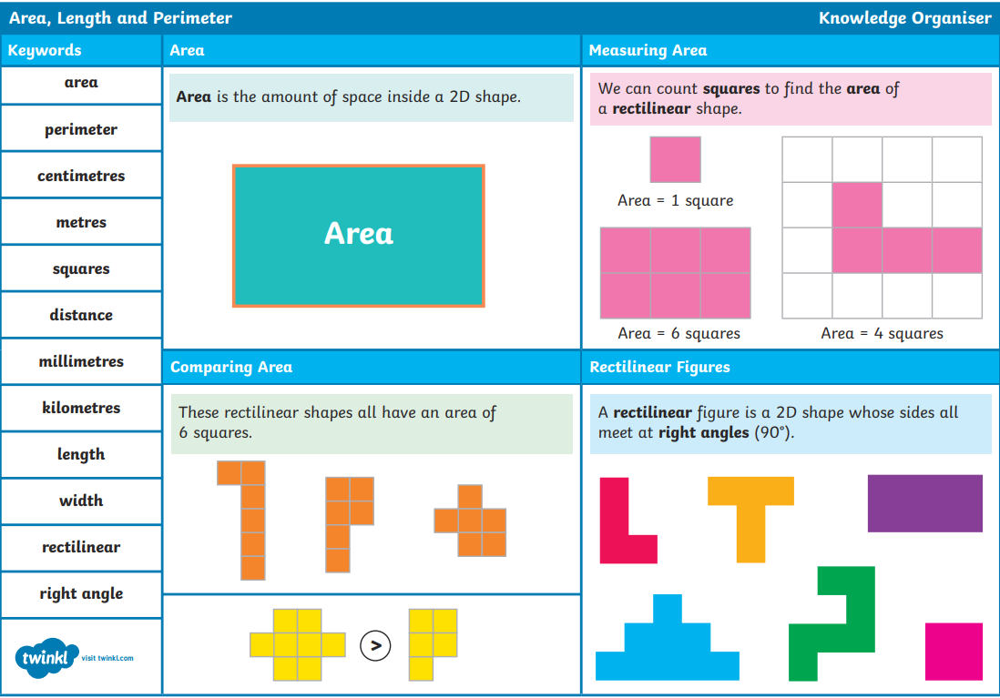 Area, Length and Perimeter
Knowledge Organiser
Keywords
area
perimeter
centimetres
metres
squares
distance
millimetres
kilometres
length
width
rectilinear
right angle
twinkl
visit twinkl.com
Area
Area is the amount of space inside a 2D shape.
Area
Measuring Area
We can count squares to find the area of
a rectilinear shape.
Area = 1 square
Area = 6 squares
Area = 4 squares
Comparing Area
These rectilinear shapes all have an area of
6 squares.
>
Rectilinear Figures
A rectilinear figure is a 2D shape whose sides all
meet at right angles (90°).